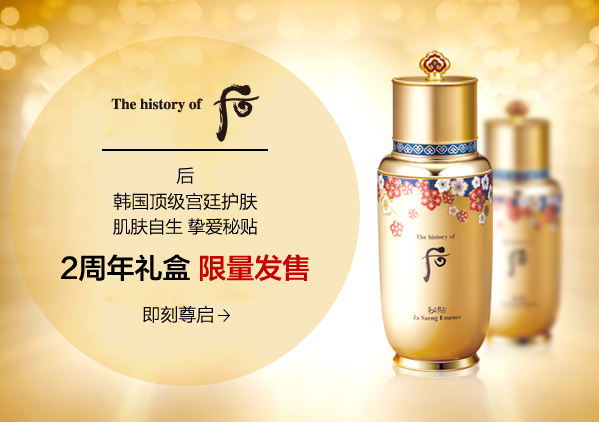 The history of 后
后
韩国顶级宫廷护肤
肌肤自生 挚爱秘贴
2周年礼盒 限量发售
即刻尊启→
The history of
后
秘贴
Ja Saeng Essence